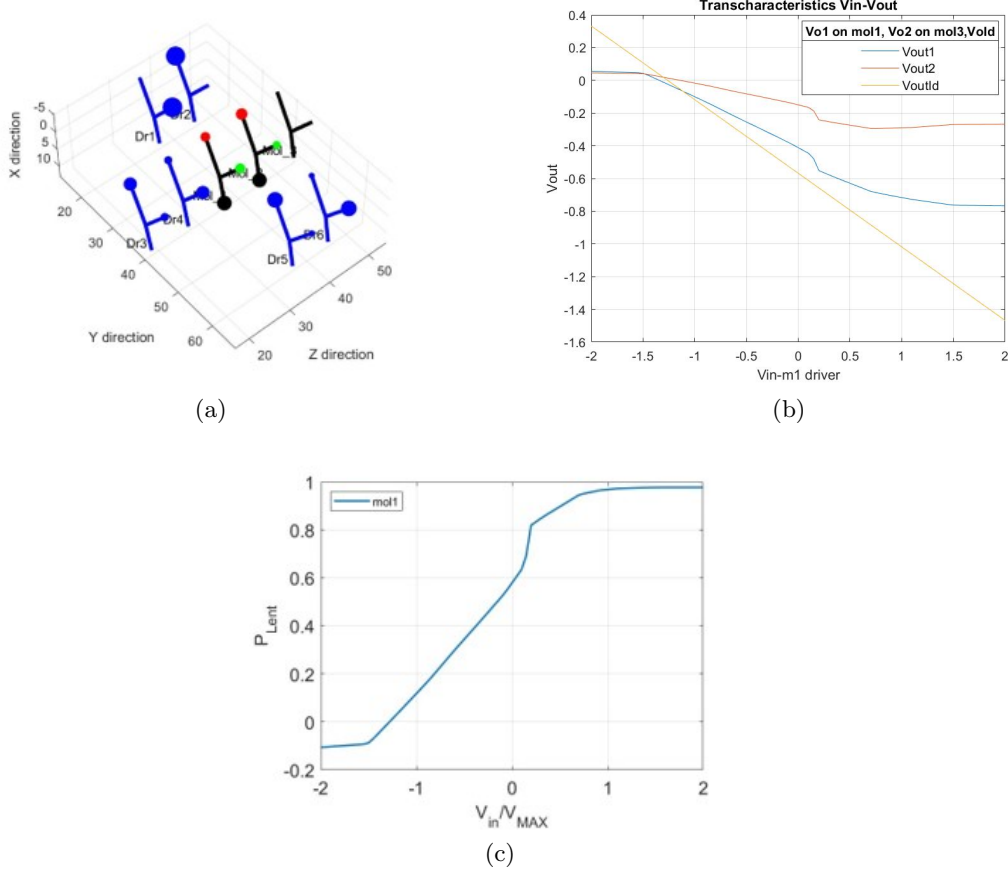 Dr1
Dr2
Mol_
Mol_
Dr3
Dr4
Dr5
Dr6
X direction
-5
0
5
10
Y direction
20
30
40
50
60
Z direction
20
30
40
50
(a)
Transcharacteristics Vin-Vout
Vo1 on mol1, Vo2 on mol3,Vold
Vout1
Vout2
Voutld
Vout
0.4
0.2
0
-0.2
-0.4
-0.6
-0.8
-1
-1.2
-1.4
-1.6
-2 -1.5 -1 -0.5 0 0.5 1 1.5 2
Vin-m1 driver
(b)
mol1
P_Lent
1
0.8
0.6
0.4
0.2
0
-0.2
-2 -1 0 1 2
V_in/V_MAX
(c)